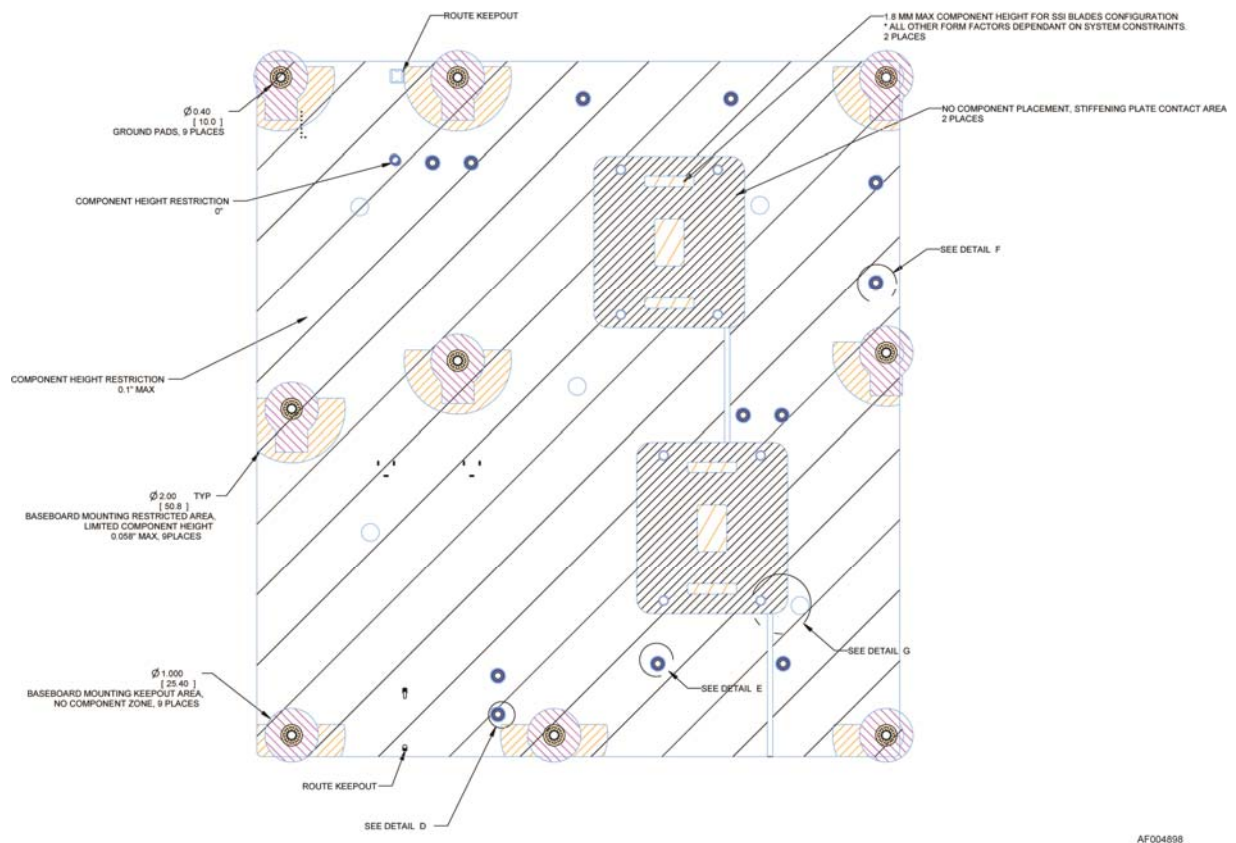 ROUTE KEEPOUT
1.8 MM MAX COMPONENT HEIGHT FOR SSI BLADES CONFIGURATION
* ALL OTHER FORM FACTORS DEPENDANT ON SYSTEM CONSTRAINTS.
2 PLACES
Ø 0.40
[ 10.0 ]
GROUND PADS, 9 PLACES
NO COMPONENT PLACEMENT, STIFFENING PLATE CONTACT AREA
2 PLACES
COMPONENT HEIGHT RESTRICTION
0"
SEE DETAIL F
COMPONENT HEIGHT RESTRICTION
0.1" MAX
Ø 2.00 TYP
[ 50.8 ]
BASEBOARD MOUNTING RESTRICTED AREA,
LIMITED COMPONENT HEIGHT
0.058" MAX, 9PLACES
SEE DETAIL G
Ø 1.000
[ 25.40 ]
BASEBOARD MOUNTING KEEPOUT AREA,
NO COMPONENT ZONE, 9 PLACES
SEE DETAIL E
ROUTE KEEPOUT
SEE DETAIL D
AF004898